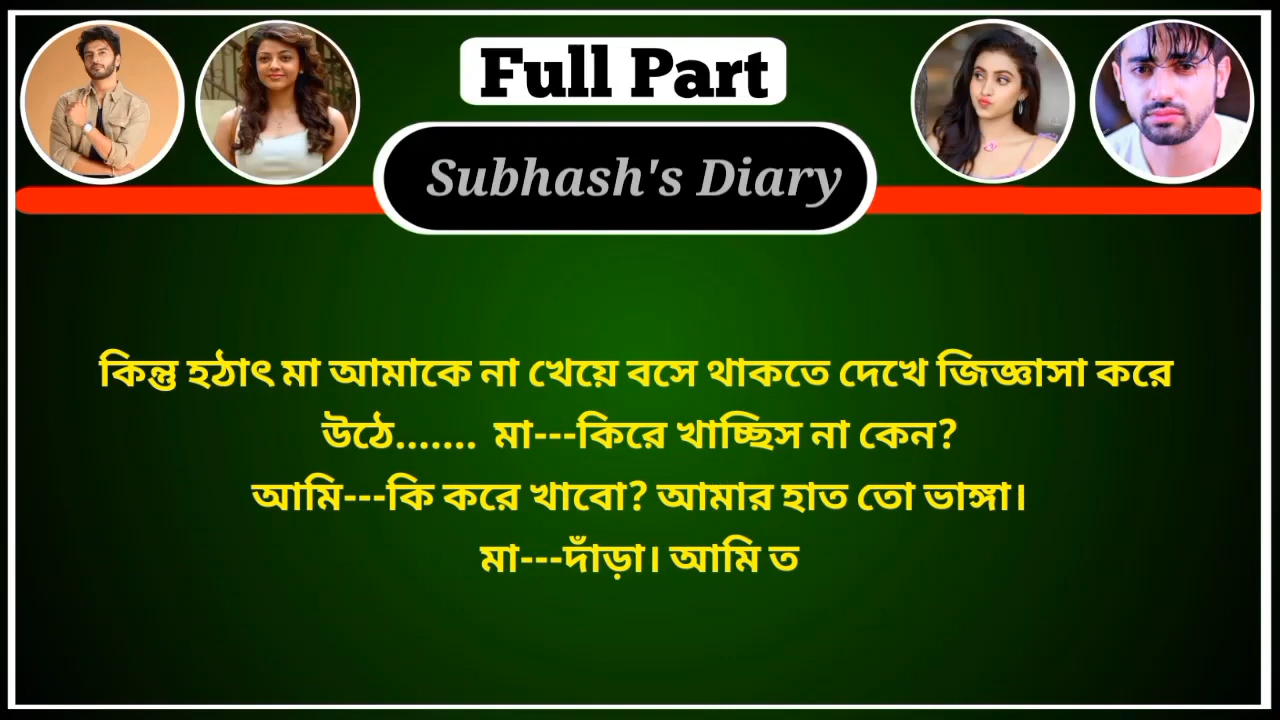 Full Part
Subhash's Diary
কিন্তু হঠাৎ মা আমাকে না খেয়ে বসে থাকতে দেখে জিজ্ঞাসা করে
উঠে....... মা---কিরে খাচ্ছিস না কেন?
আমি---কি করে খাবো? আমার হাত তো ভাঙ্গা।
মা---দাঁড়া। আমি ত